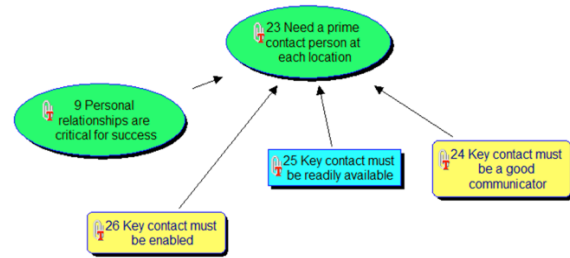 23 Need a prime
contact person at
each location
9 Personal
relationships are
critical for success
25 Key contact must
be readily available
24 Key contact must
be a good
communicator
26 Key contact must
be enabled